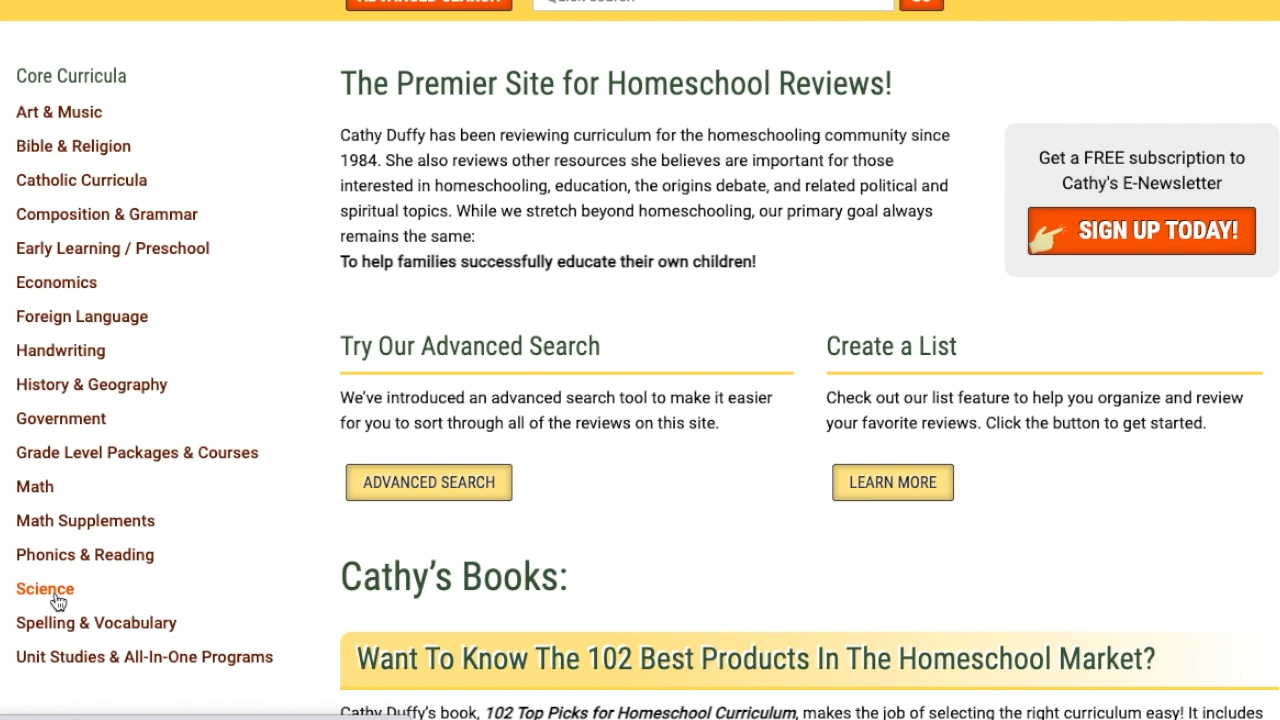 ADVANCED SEARCH
Quick search
GO
Core Curricula
Art & Music
Bible & Religion
Catholic Curricula
Composition & Grammar
Early Learning / Preschool
Economics
Foreign Language
Handwriting
History & Geography
Government
Grade Level Packages & Courses
Math
Math Supplements
Phonics & Reading
Science
Spelling & Vocabulary
Unit Studies & All-In-One Programs
The Premier Site for Homeschool Reviews!
Cathy Duffy has been reviewing curriculum for the homeschooling community since
1984. She also reviews other resources she believes are important for those
interested in homeschooling, education, the origins debate, and related political and
spiritual topics. While we stretch beyond homeschooling, our primary goal always
remains the same:
To help families successfully educate their own children!
Get a FREE subscription to
Cathy's E-Newsletter
SIGN UP TODAY!
Try Our Advanced Search
We've introduced an advanced search tool to make it easier
for you to sort through all of the reviews on this site.
ADVANCED SEARCH
Create a List
Check out our list feature to help you organize and review
your favorite reviews. Click the button to get started.
LEARN MORE
Cathy's Books:
Want To Know The 102 Best Products In The Homeschool Market?
Cathy Duffy's book, 102 Top Picks for Homeschool Curriculum, makes the job of selecting the right curriculum easy! It includes